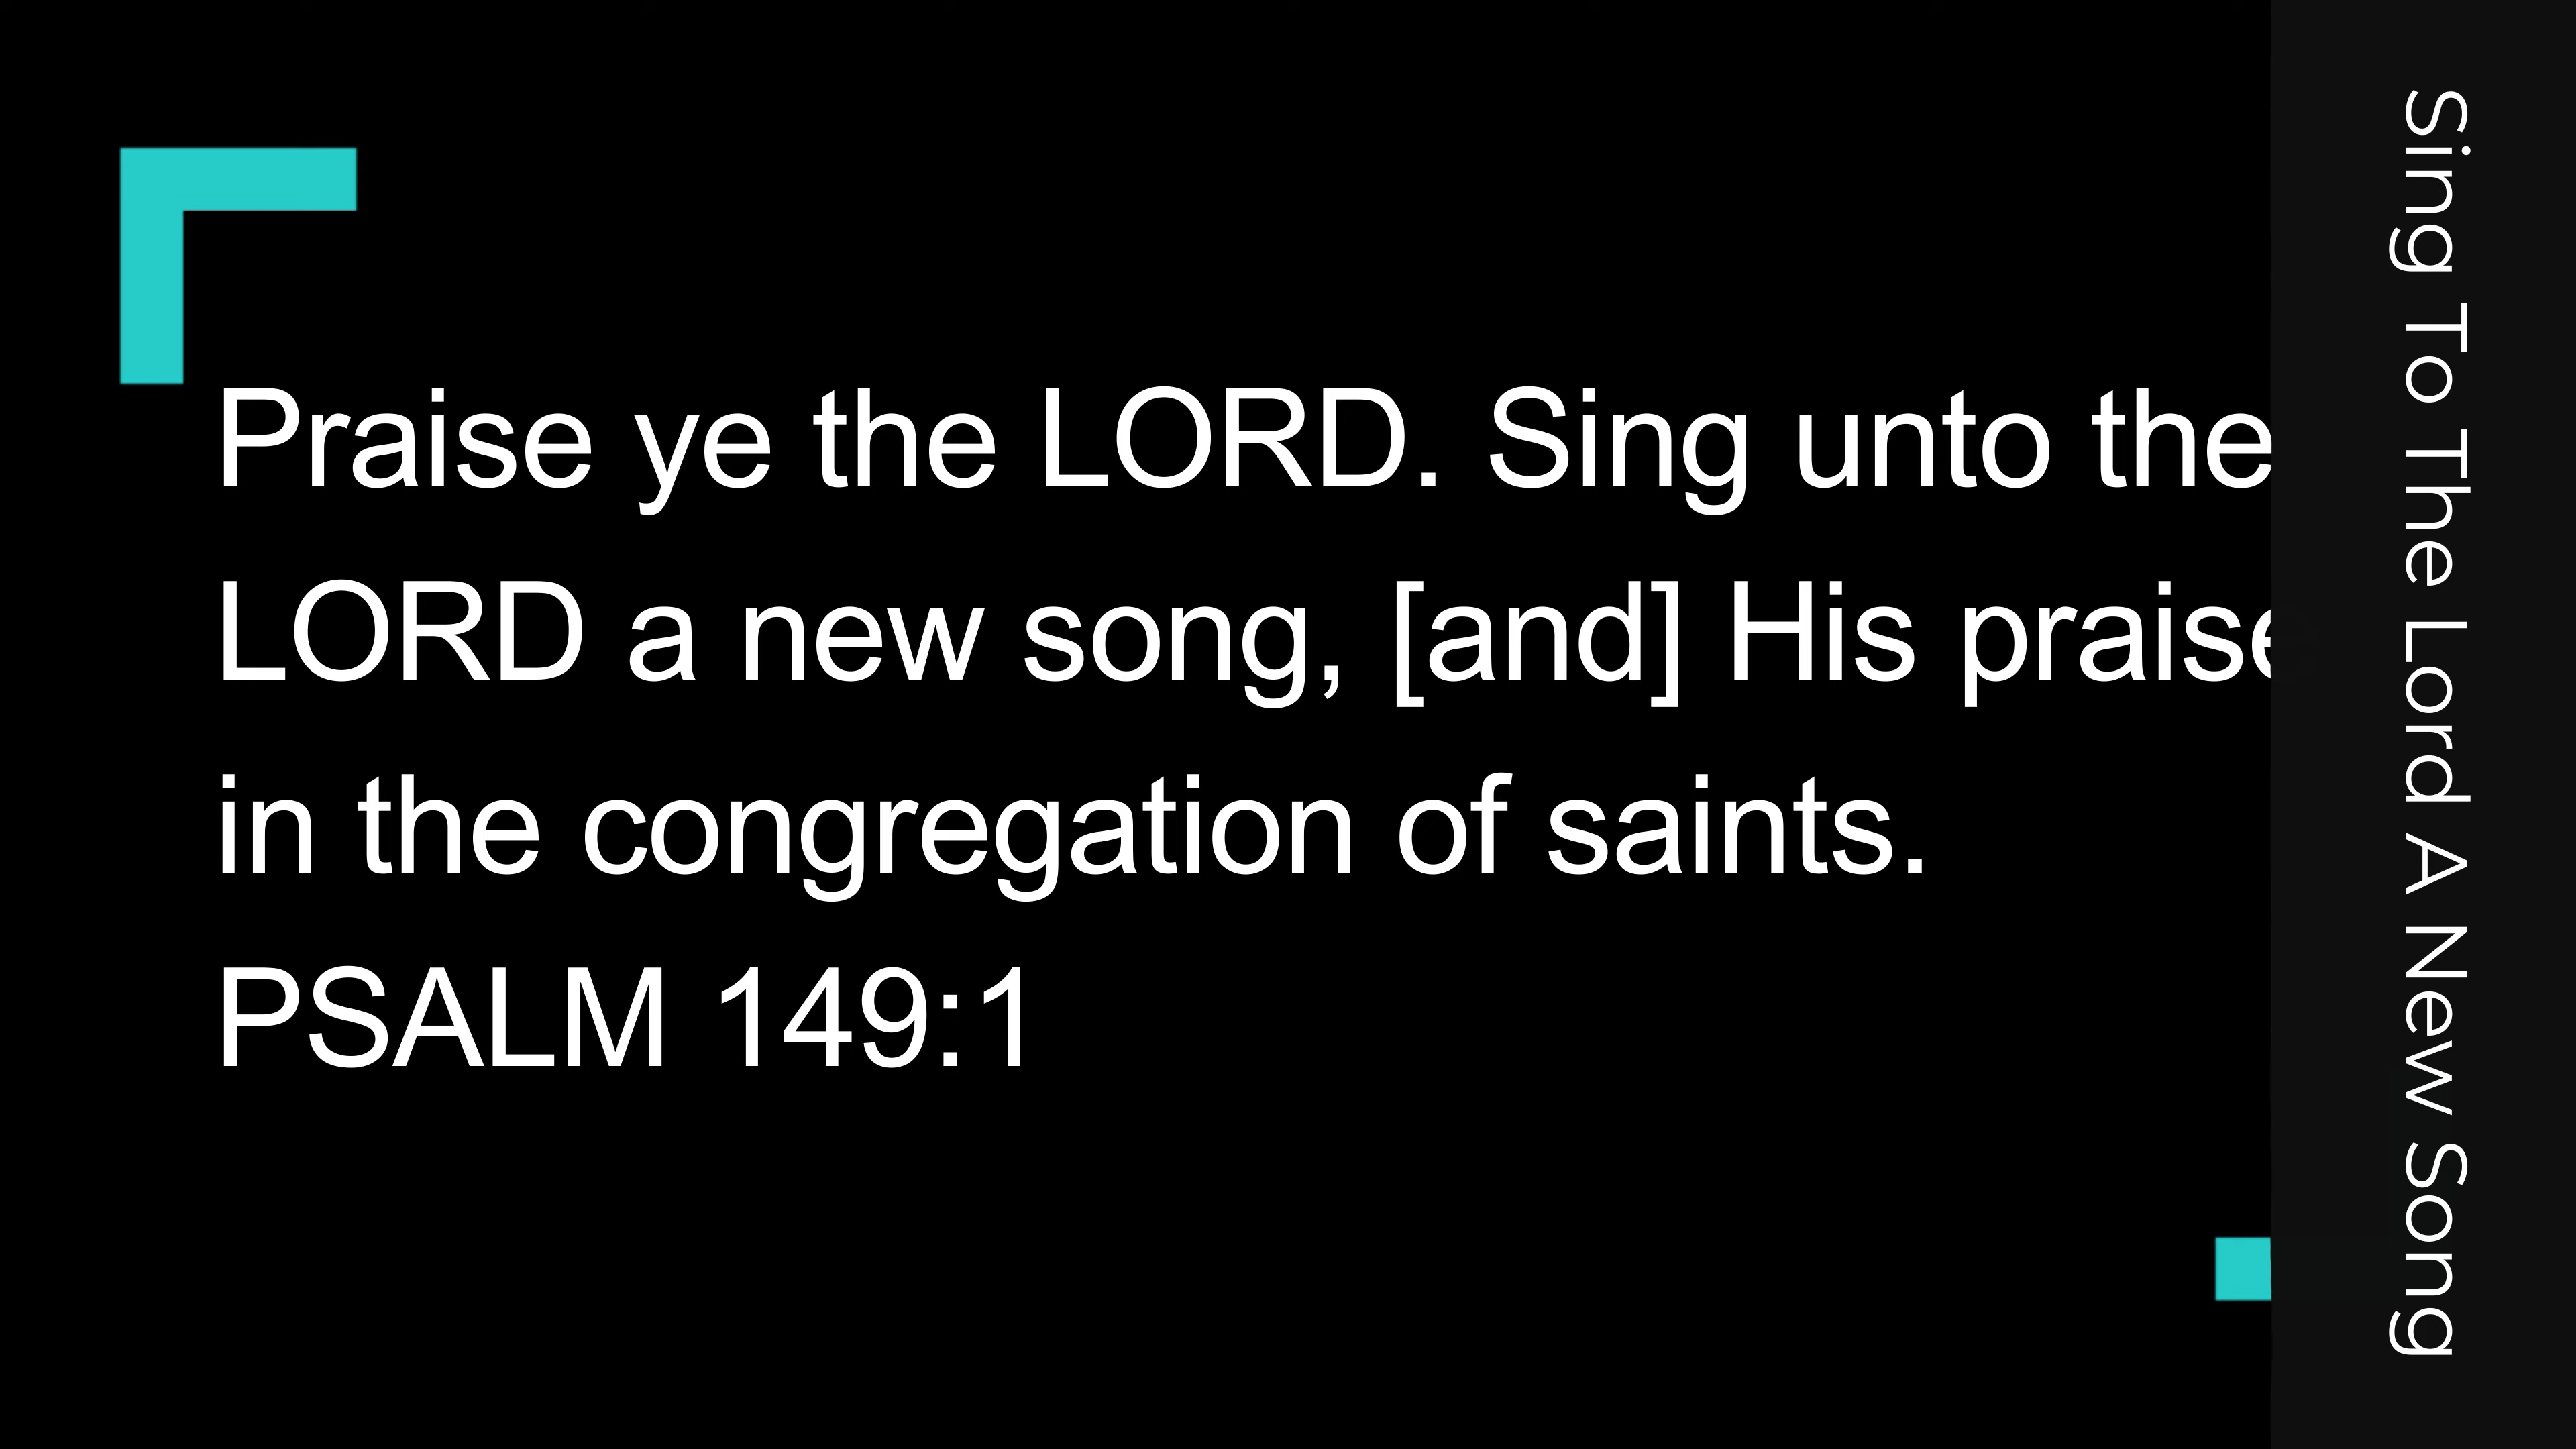 Praise ye the LORD. Sing unto the
LORD a new song, [and] His praise
in the congregation of saints.
PSALM 149:1
Sing To The Lord A New Song